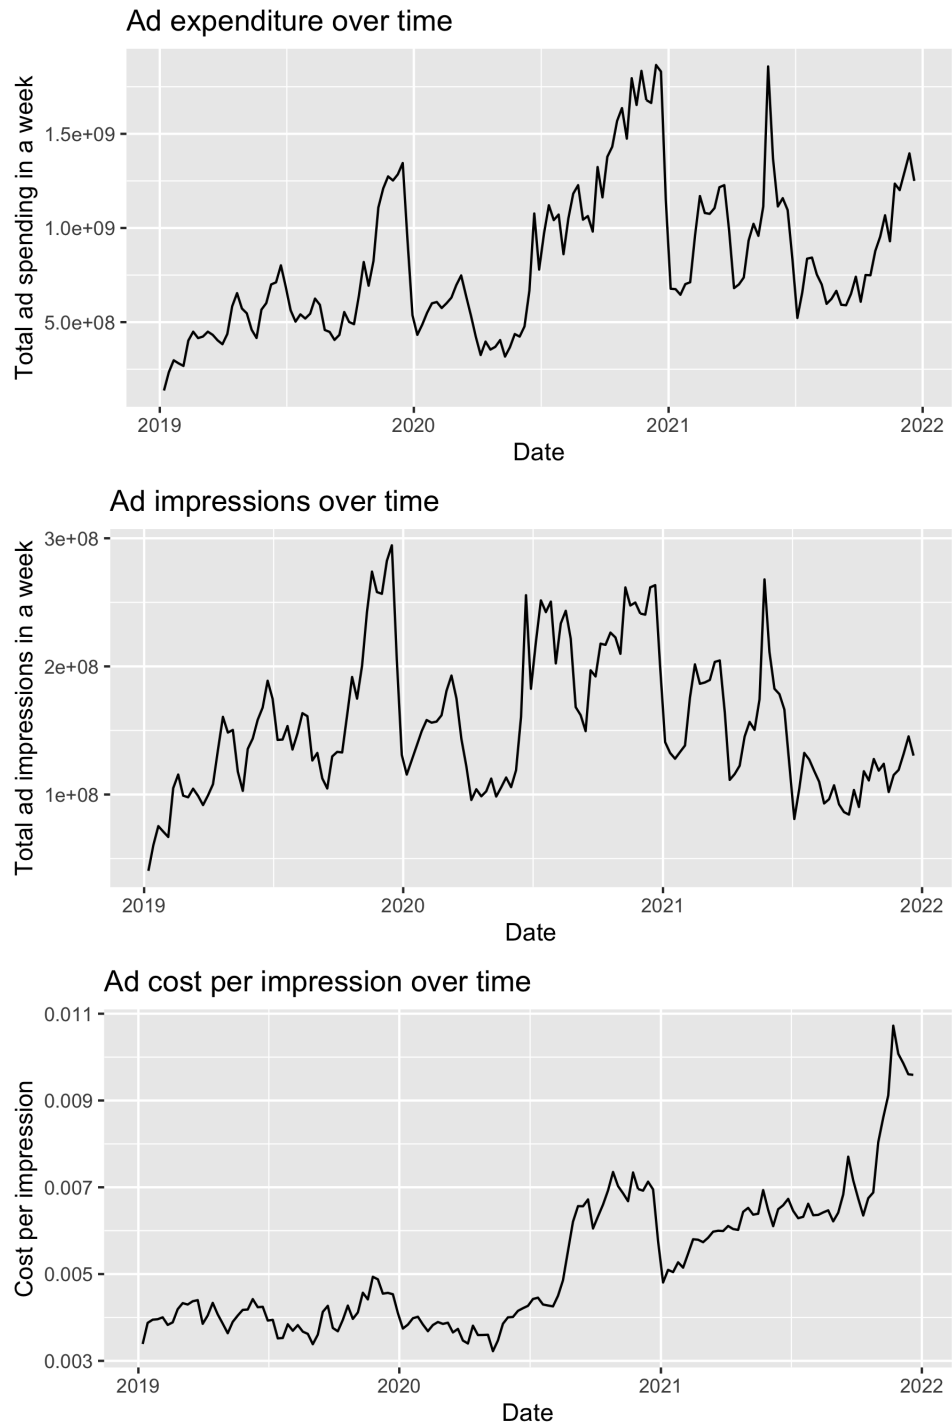 Ad expenditure over time
Total ad spending in a week
1.5e+09
1.0e+09
5.0e+08
2019 2020 2021 2022
Date
Ad impressions over time
Total ad impressions in a week
3e+08
2e+08
1e+08
2019 2020 2021 2022
Date
Ad cost per impression over time
Cost per impression
0.011
0.009
0.007
0.005
0.003
2019 2020 2021 2022
Date